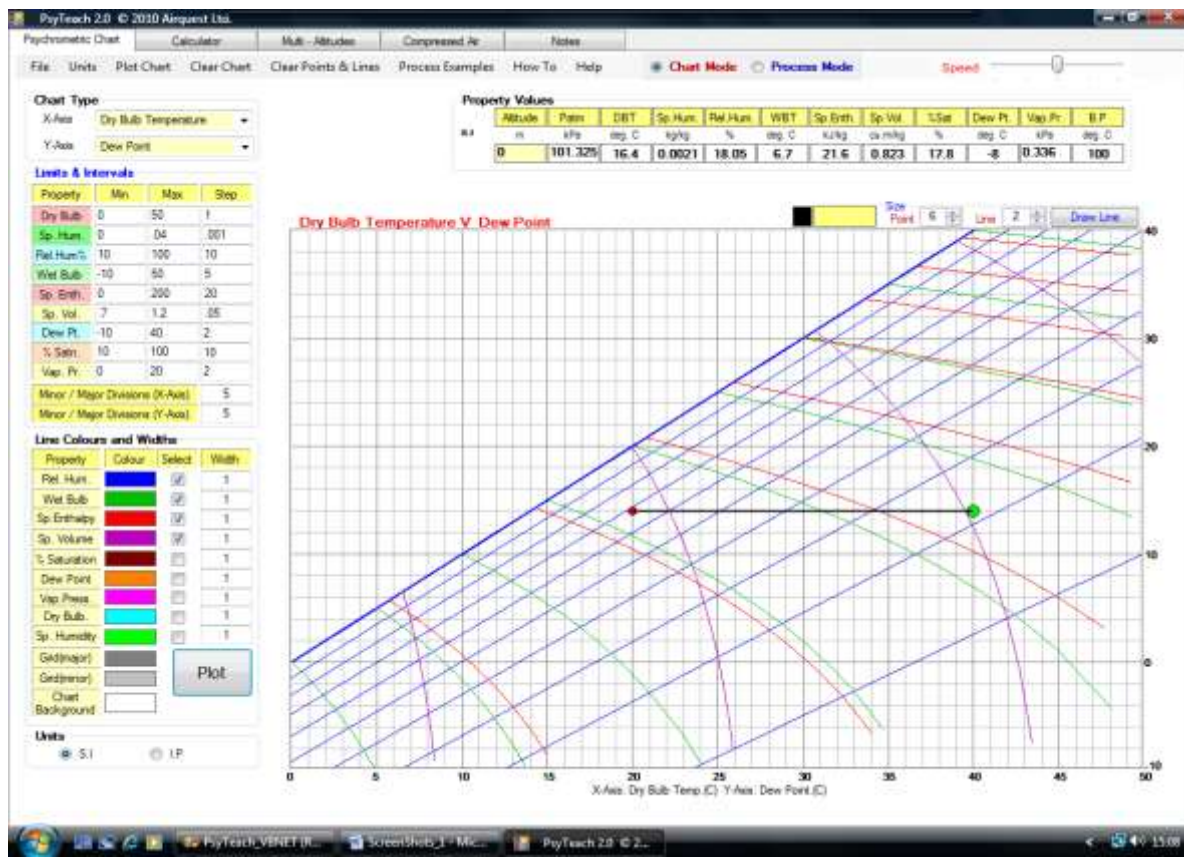 PsyTeach 2.0 © 2010 Airquest Ltd.
Psychrometric Chart Calculator Multi - Altitudes Compressed Air Notes
File Units Plot Chart Clear Chart Clear Points & Lines Process Examples How To Help Chart Mode Process Mode Speed
Chart Type
X-Axis Dry Bulb Temperature
Y-Axis Dew Point
Property Values
Altitude Patm DBT Sp.Hum. Rel.Hum. WBT Sp.Enth Sp.Vol %Sat Dew Pt. Vap.Pr B.P
S.I m kPa deg. C kg/kg % deg. C KJ/kg cu.m/kg % deg. C kPa deg. C
0 101.325 16.4 0.0021 18.05 6.7 21.6 0.823 17.8 -8 0.336 100
Limits & Intervals
Property Min Max Step
Dry Bulb 0 50 1
Sp. Hum. 0 .04 .001
Rel.Hum% 10 100 10
Wet Bulb -10 50 5
Sp. Enth. 0 200 20
Sp. Vol. .7 1.2 .05
Dew Pt. -10 40 2
% Satn. 10 100 10
Vap. Pr. 0 20 2
Minor / Major Divisions (X-Axis) 5
Minor / Major Divisions (Y-Axis) 5
Line Colours and Widths
Property Colour Select Width
Rel. Hum. 1
Wet Bulb 1
Sp.Enthalpy 1
Sp. Volume 1
% Saturation 1
Dew Point 1
Vap.Press. 1
Dry Bulb. 1
Sp. Humidity 1
Grid(major)
Grid(minor)
Chart
Background
Plot
Units
S.I I.P
Dry Bulb Temperature V Dew Point
Size
Point 6 Line 2 Draw Line
40
30
20
10
0
10
0 5 10 15 20 25 30 35 40 45 50
X-Axis: Dry Bulb Temp.(C) Y-Axis: Dew Point.(C)
PsyTeach_VBNET (R... ScreenShots_1 - Mic... PsyTeach 2.0 © 2... 15:08